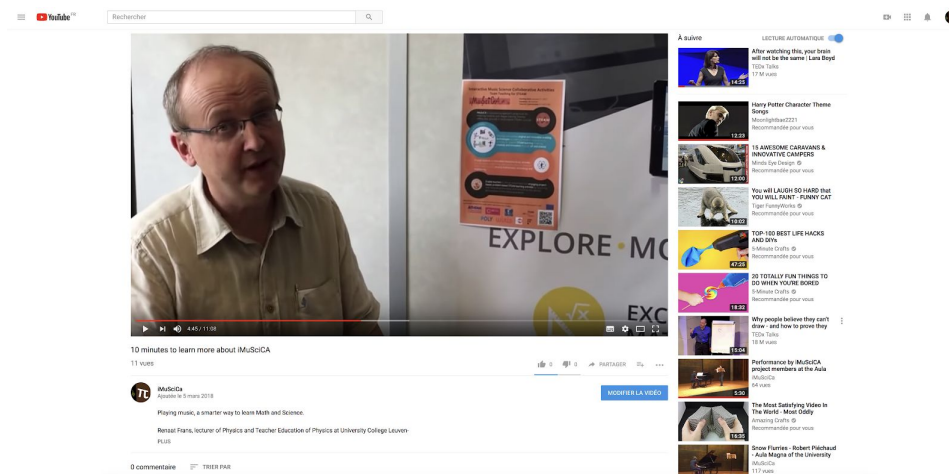 YouTube FR
Rechercher
EXPLORE • MO
EXC
4:45 / 11:08
10 minutes to learn more about iMuSciCA
11 vues
0
0
PARTAGER
iMuSciCa
Ajoutée le 5 mars 2018
MODIFIER LA VIDÉO
Playing music, a smarter way to learn Math and Science.
Renaat Frans, lecturer of Physics and Teacher Education of Physics at University College Leuven-
PLUS
0 commentaire
TRIER PAR
À suivre
LECTURE AUTOMATIQUE
After watching this, your brain
will not be the same | Lara Boyd
TEDx Talks
17 M vues
14:25
Harry Potter Character Theme
Songs
Moonlightbae2221
Recommandée pour vous
12:23
15 AWESOME CARAVANS &
INNOVATIVE CAMPERS
Minds Eye Design
Recommandée pour vous
12:00
You will LAUGH SO HARD that
YOU WILL FAINT - FUNNY CAT
Tiger FunnyWorks
Recommandée pour vous
10:02
TOP-100 BEST LIFE HACKS
AND DIYs
5-Minute Crafts
Recommandée pour vous
47:25
20 TOTALLY FUN THINGS TO
DO WHEN YOU'RE BORED
5-Minute Crafts
Recommandée pour vous
18:32
Why people believe they can't
draw - and how to prove they
TEDx Talks
18 M vues
15:04
Performance by iMuSciCA
project members at the Aula
iMuSciCa
64 vues
5:30
The Most Satisfying Video In
The World - Most Oddly
Amazing Crafts
Recommandée pour vous
16:35
Snow Flurries - Robert Piéchaud
- Aula Magna of the University
iMuSciCa
117 vues